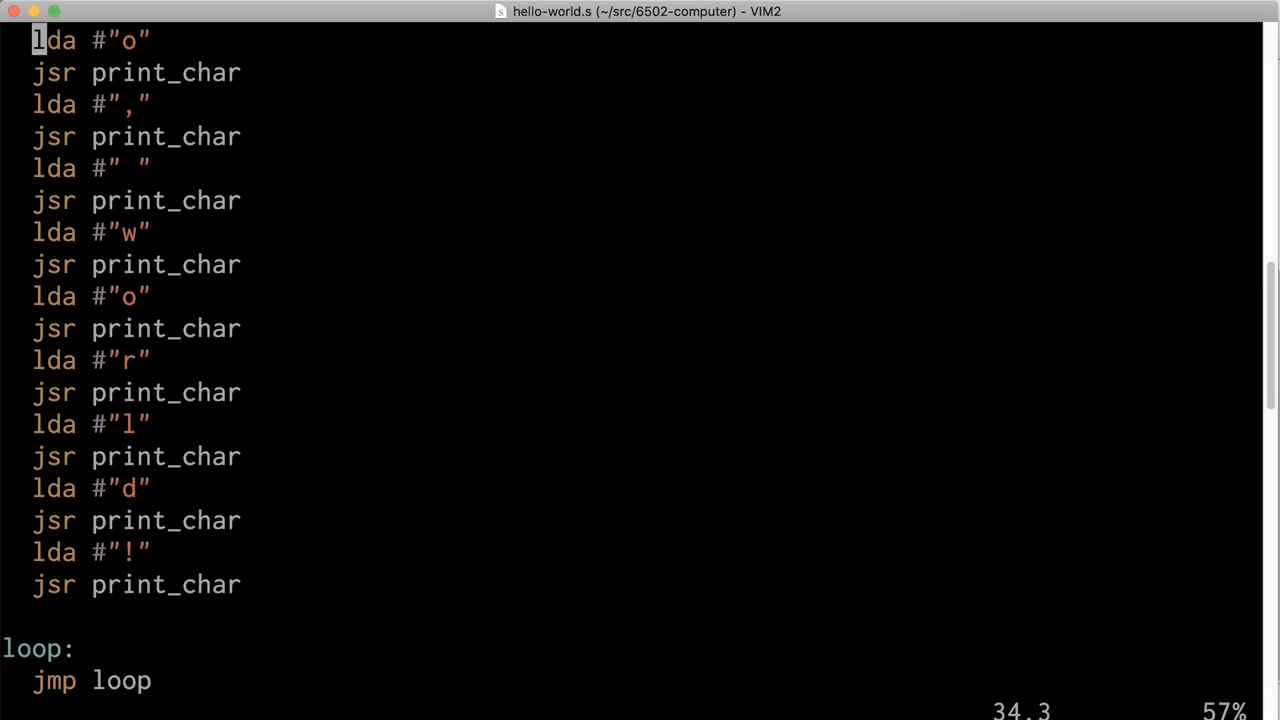 hello-world.s (~/src/6502-computer) - VIM2
lda #"o"
jsr print_char
lda #","
jsr print_char
lda #" "
jsr print_char
lda #"w"
jsr print_char
lda #"o"
jsr print_char
lda #"r"
jsr print_char
lda #"l"
jsr print_char
lda #"d"
jsr print_char
lda #"!"
jsr print_char
loop:
jmp loop
34,3 57%